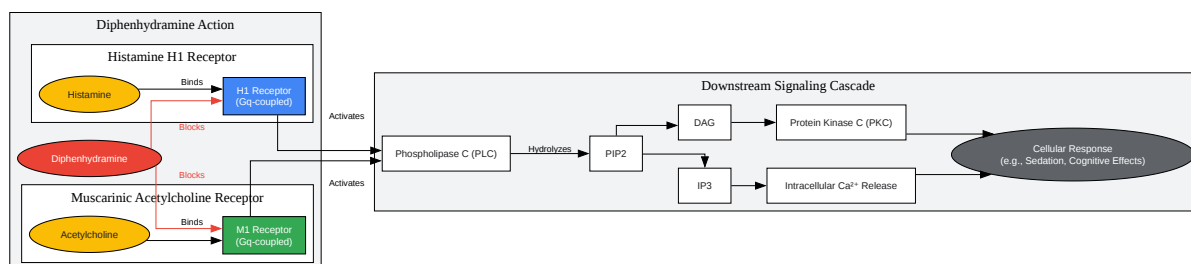 Diphenhydramine Action
Histamine H1 Receptor
Histamine
Binds
H1 Receptor
(Gq-coupled)
Blocks
Diphenhydramine
Blocks
Muscarinic Acetylcholine Receptor
Acetylcholine
Binds
M1 Receptor
(Gq-coupled)
Activates
Activates
Downstream Signaling Cascade
Phospholipase C (PLC)
Hydrolyzes
PIP2
DAG
Protein Kinase C (PKC)
IP3
Intracellular Ca²⁺ Release
Cellular Response
(e.g., Sedation, Cognitive Effects)